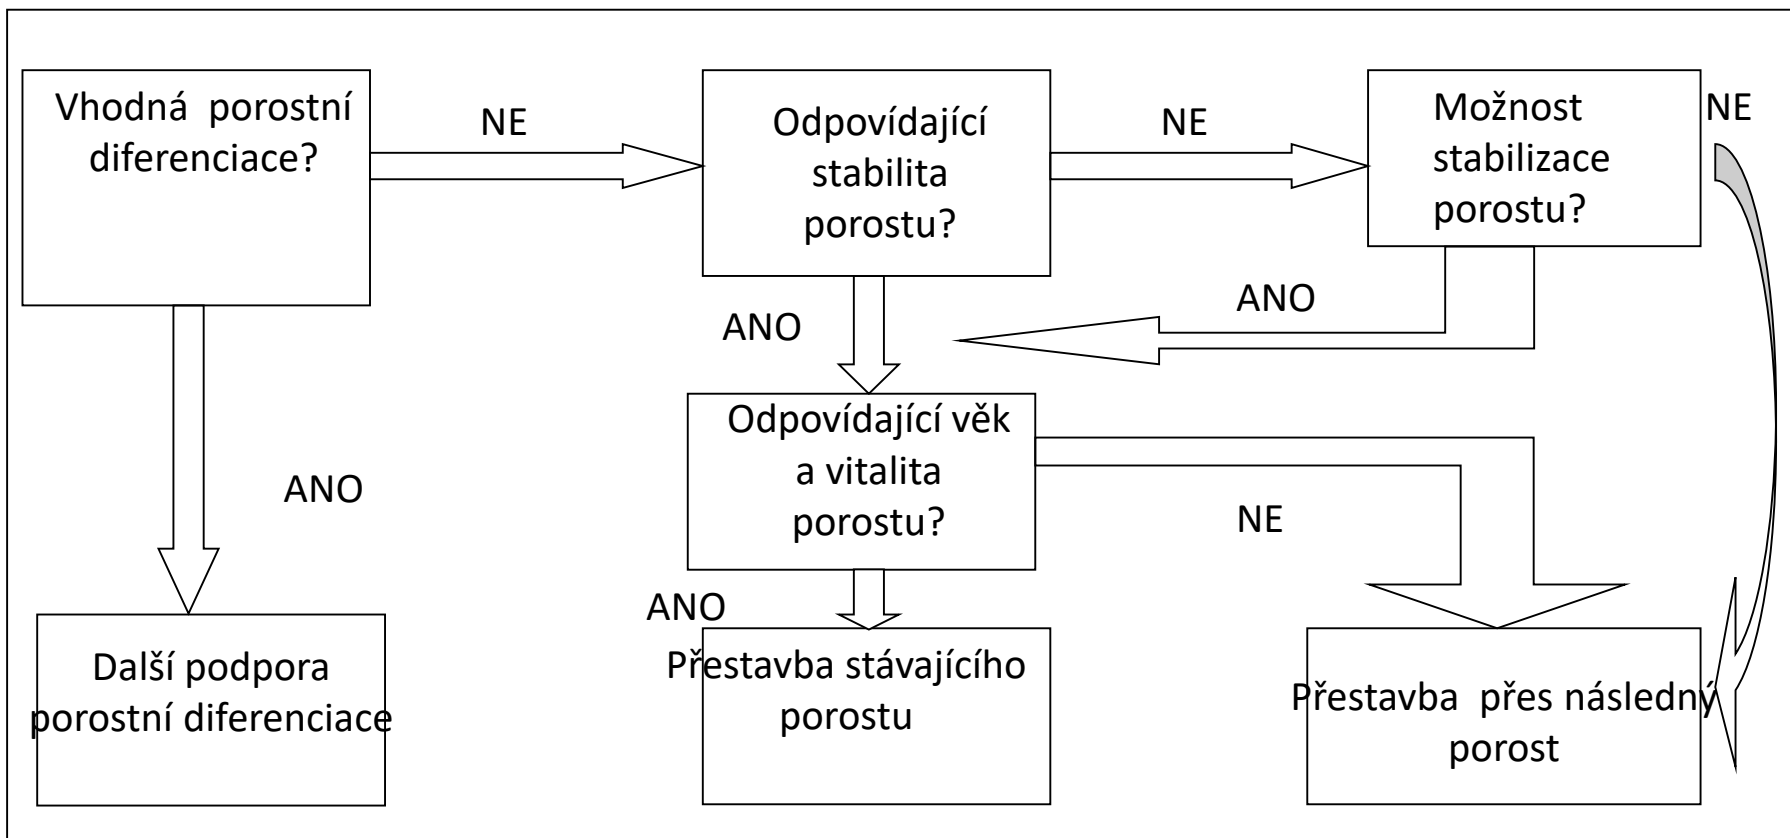 Vhodná porostní
diferenciace?
NE
Odpovídající
stabilita
porostu?
NE
Možnost
stabilizace
porostu?
NE
ANO
ANO
Odpovídající věk
a vitalita
porostu?
ANO
NE
ANO
Další podpora
porostní diferenciace
Přestavba stávajícího
porostu
Přestavba přes následný
porost